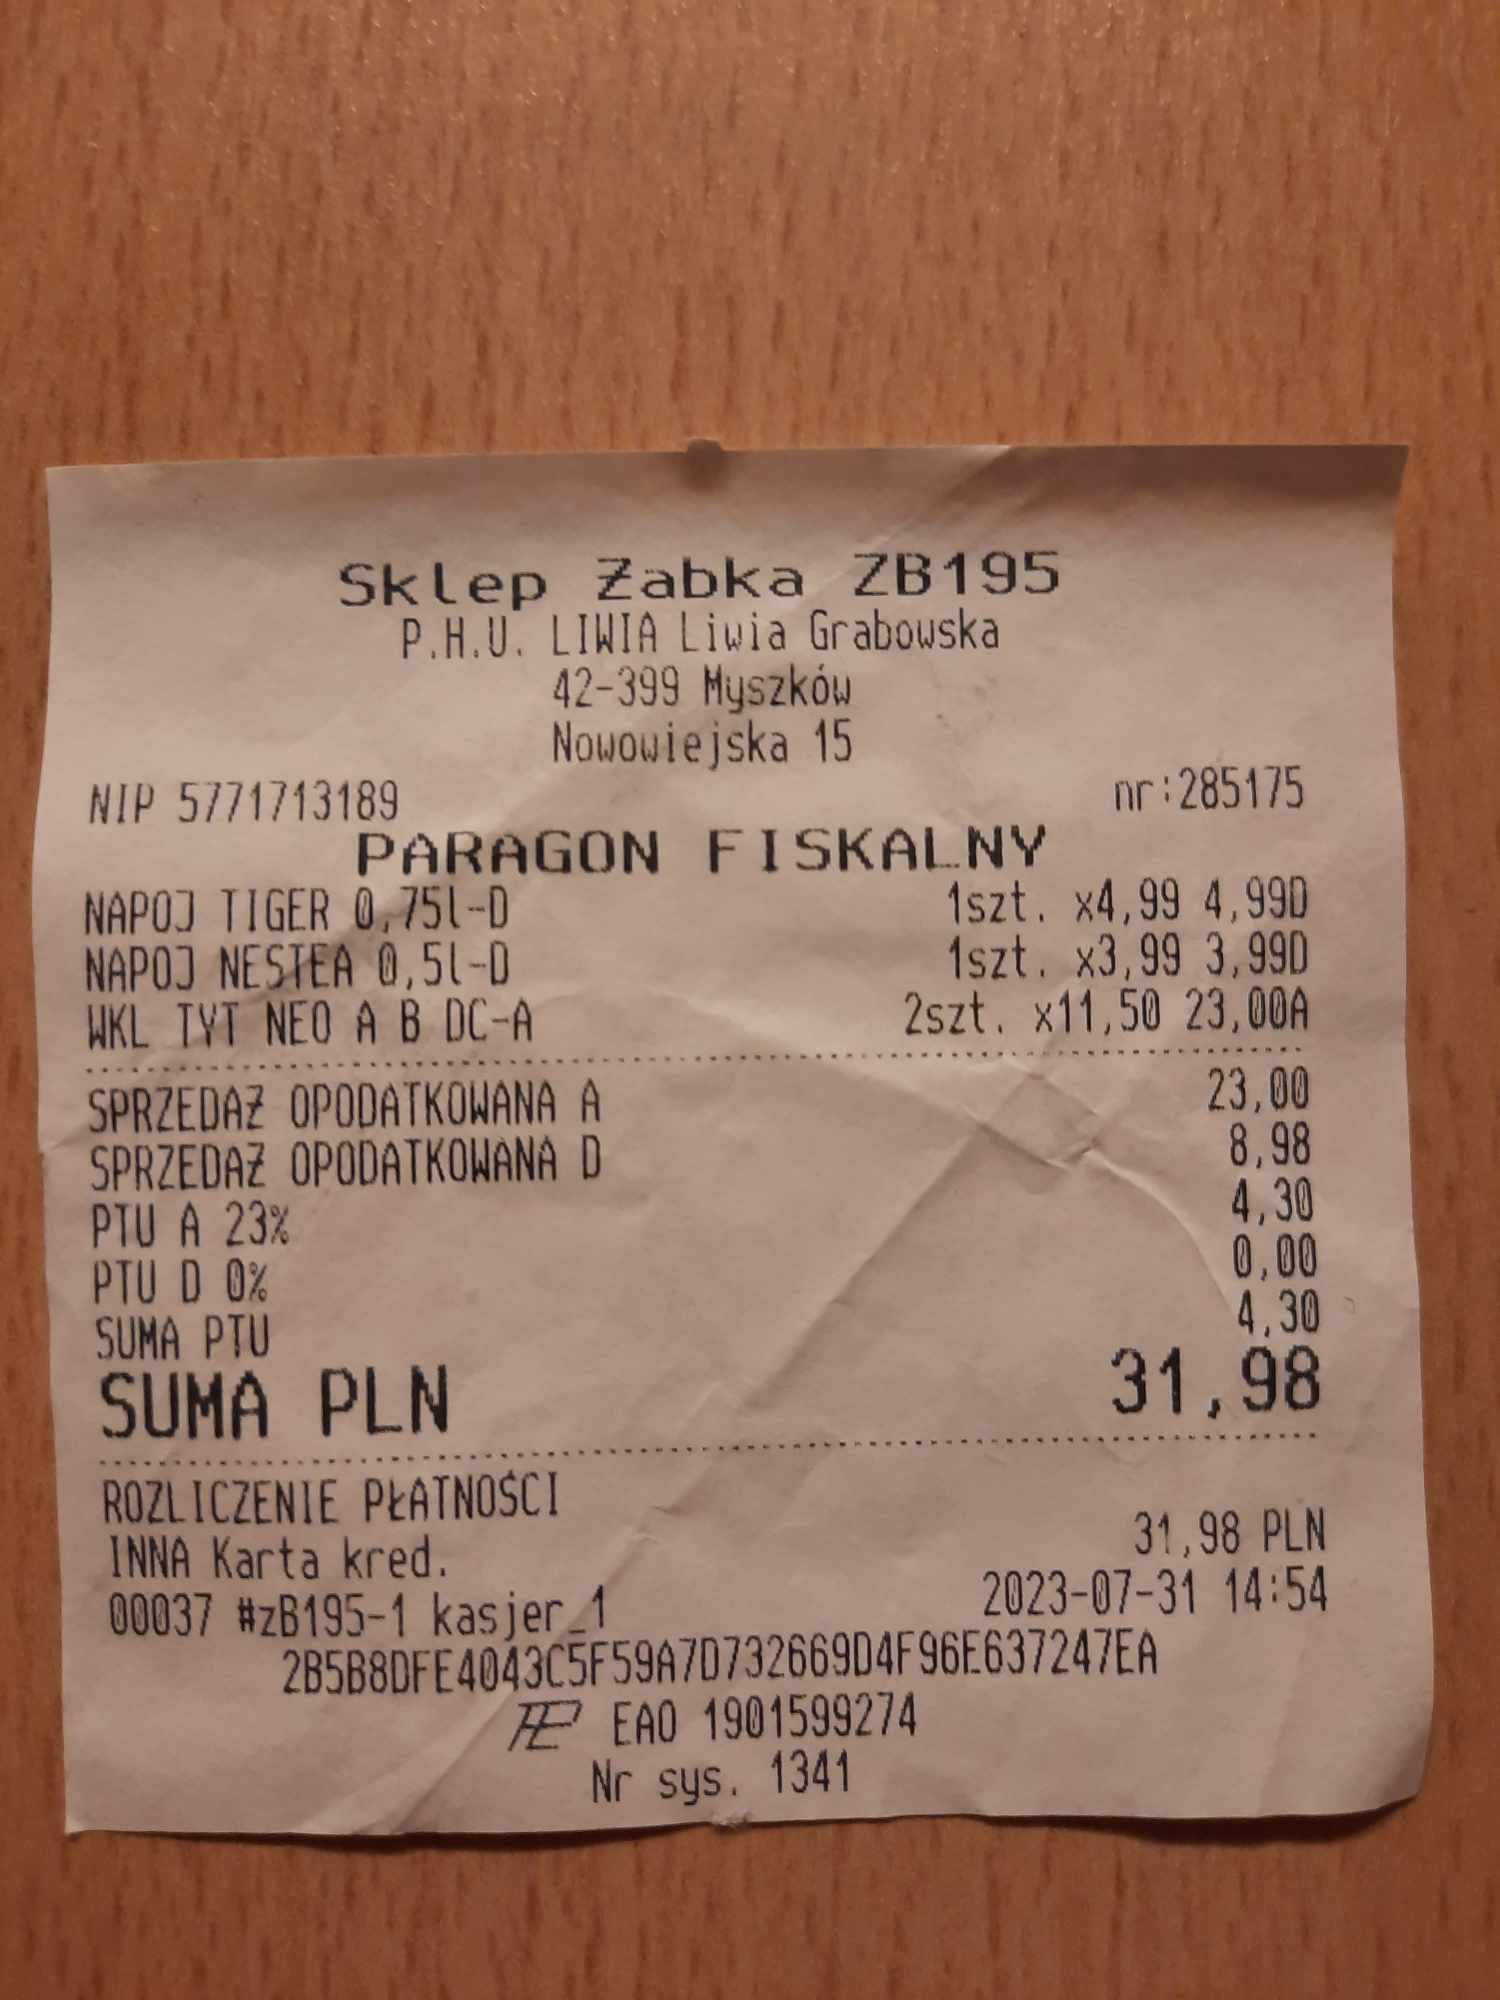 Sklep Żabka ZB195
P.H.U. LIWIA Liwia Grabowska
42-399 Myszków
Nowowiejska 15
NIP 5771713189 nr:285175
PARAGON FISKALNY
NAPOJ TIGER 0,75l-D 1szt. x4,99 4,99D
NAPOJ NESTEA 0,5l-D 1szt. x3,99 3,99D
WKL TYT NEO A B DC-A 2szt. x11,50 23,00A
SPRZEDAŻ OPODATKOWANA A 23,00
SPRZEDAŻ OPODATKOWANA D 8,98
PTU A 23% 4,30
PTU D 0% 0,00
SUMA PTU 4,30
SUMA PLN 31,98
ROZLICZENIE PŁATNOŚCI
INNA Karta kred. 31,98 PLN
00037 #zB195-1 kasjer_1 2023-07-31 14:54
2B5B8DFE4043C5F59A7D732669D4F96E637247EA
EAO 1901599274
Nr sys. 1341